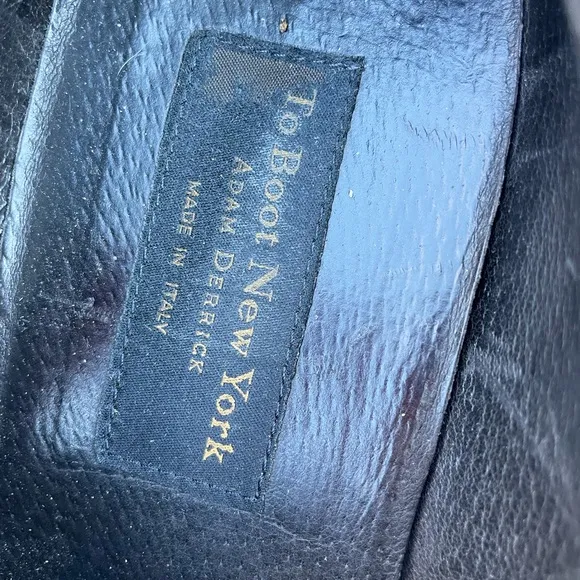 To Boot New York
Adam Derrick
MADE IN ITALY